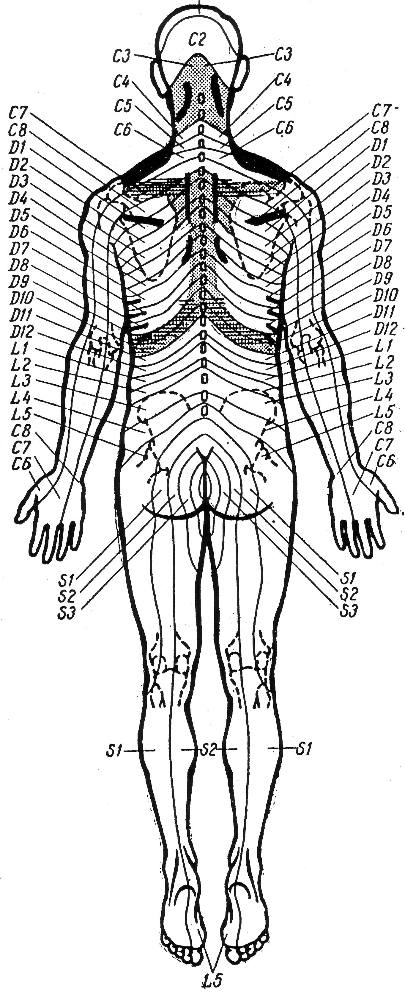 C2
C3 C3
C4 C4
C5 C5
C6 C6
C7 C7-
C8 C8
D1 D1
D2 D2
D3 D3
D4 D4
D5 D5
D6 D6
D7 D7
D8 D8
D9 D9
D10 D10
D11 D11
D12 D12
L1 L1
L2 L2
L3 L3
L4 L4
L5 L5
C8 C8
C7 C7
C6 C6
S1 S1
S2 S2
S3 S3
S1 S2 S1
L5